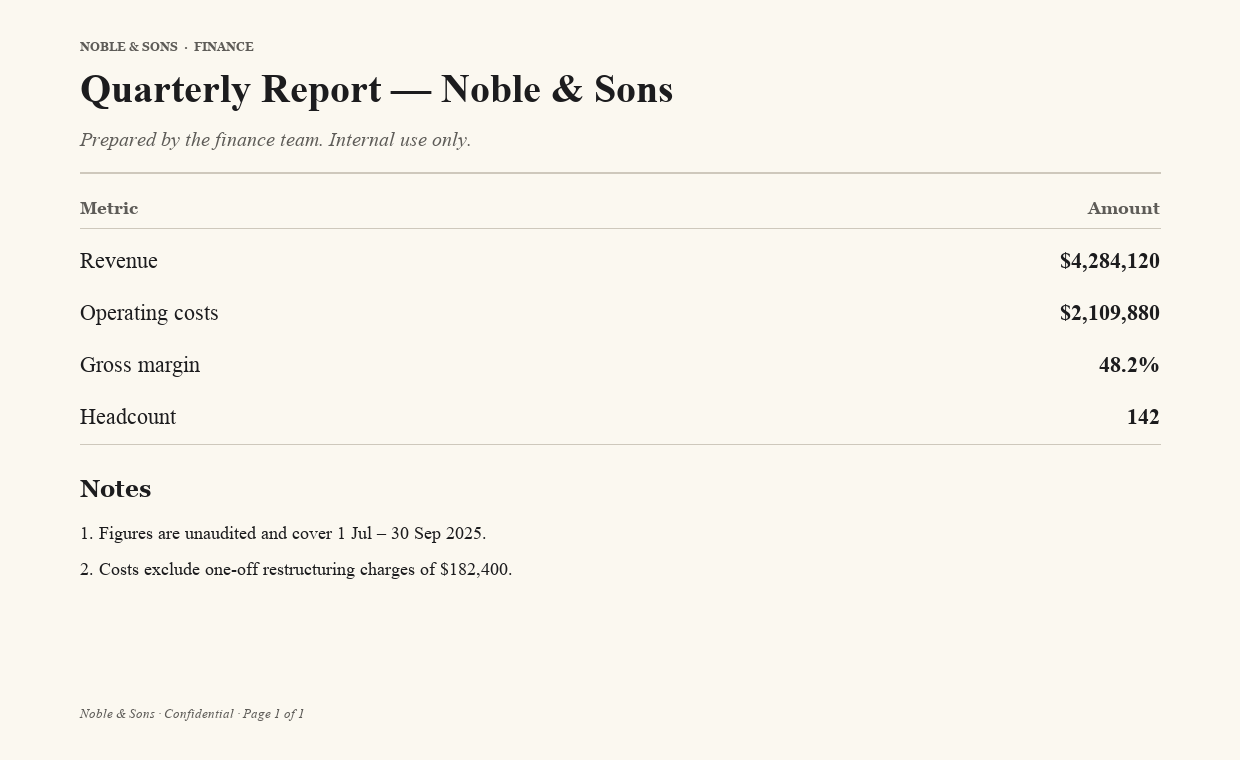 NOBLE & SONS · FINANCE
Quarterly Report — Noble & Sons
Prepared by the finance team. Internal use only.
Metric Amount
Revenue $4,284,120
Operating costs $2,109,880
Gross margin 48.2%
Headcount 142
Notes
1. Figures are unaudited and cover 1 Jul – 30 Sep 2025.
2. Costs exclude one-off restructuring charges of $182,400.
Noble & Sons · Confidential · Page 1 of 1